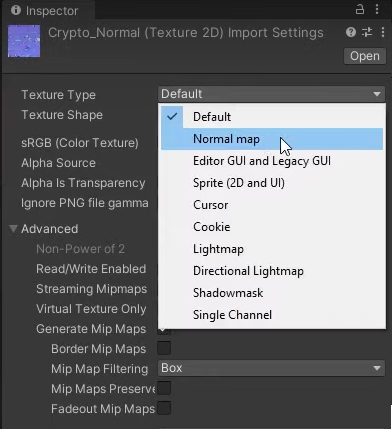 Inspector
Crypto_Normal (Texture 2D) Import Settings
Open
Texture Type
Default
Texture Shape
sRGB (Color Texture)
Alpha Source
Alpha Is Transparency
Ignore PNG file gamma
Default
Normal map
Editor GUI and Legacy GUI
Sprite (2D and UI)
Cursor
Cookie
Lightmap
Directional Lightmap
Shadowmask
Single Channel
Advanced
Non-Power of 2
Read/Write Enabled
Streaming Mipmaps
Virtual Texture Only
Generate Mip Maps
Border Mip Maps
Mip Map Filtering
Box
Mip Maps Preserve
Fadeout Mip Maps